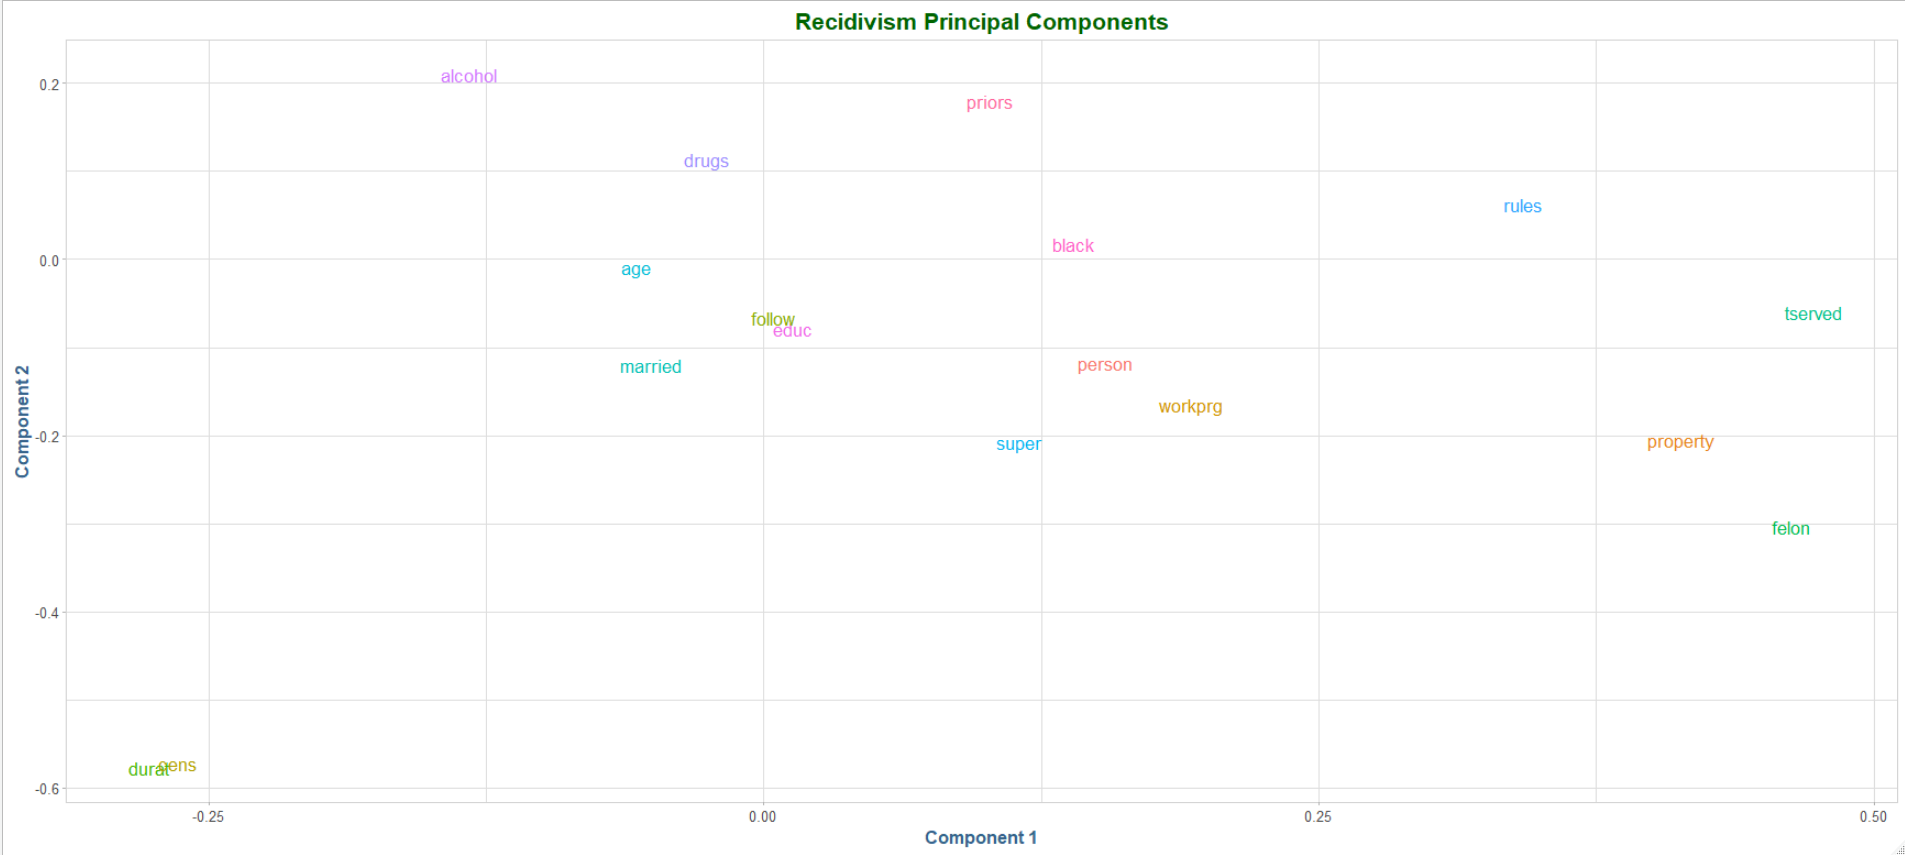 Recidivism Principal Components
alcohol
0.2
priors
drugs
rules
black
0.0
age
tserved
follow
educ
person
married
Component 2
workprg
-0.2
property
super
felon
-0.4
cens
durat
-0.6
-0.25 0.00 0.25 0.50
Component 1